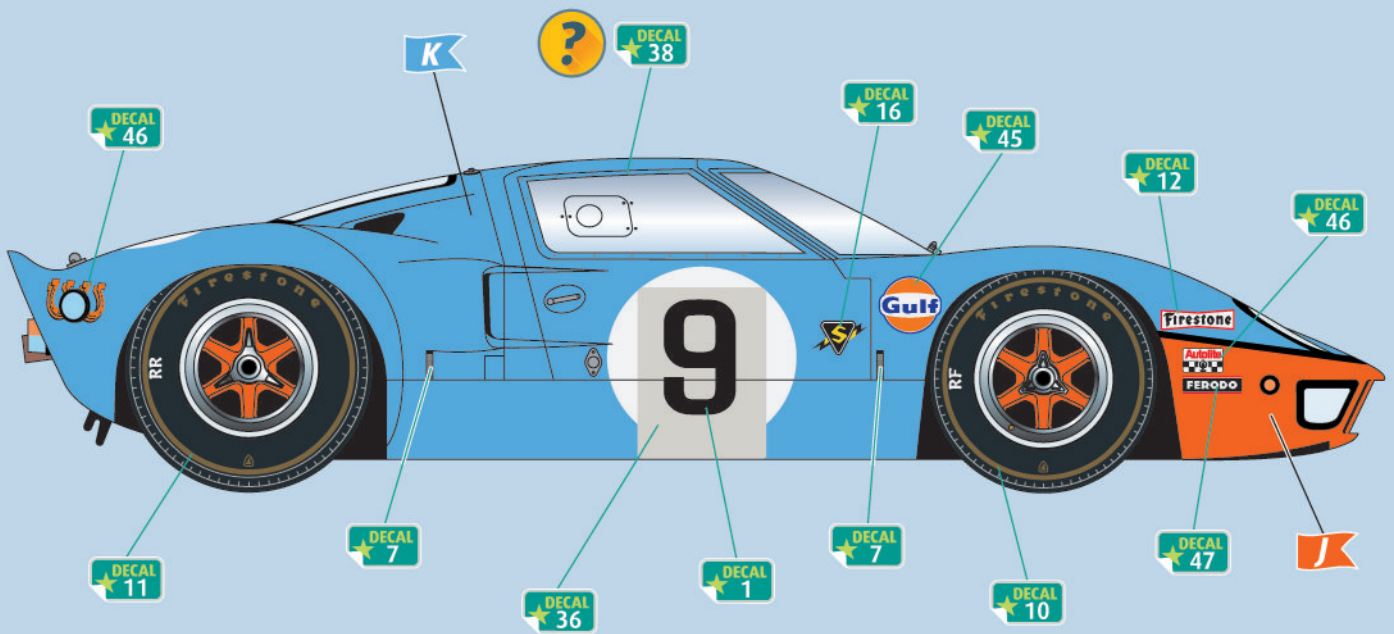 K
?
DECAL
38
DECAL
46
DECAL
16
DECAL
45
DECAL
12
DECAL
46
Firestone
Firestone
S
Gulf
Firestone
Autolite
FERODO
9
RR
RF
DECAL
7
DECAL
7
DECAL
47
J
DECAL
11
DECAL
1
DECAL
36
DECAL
10